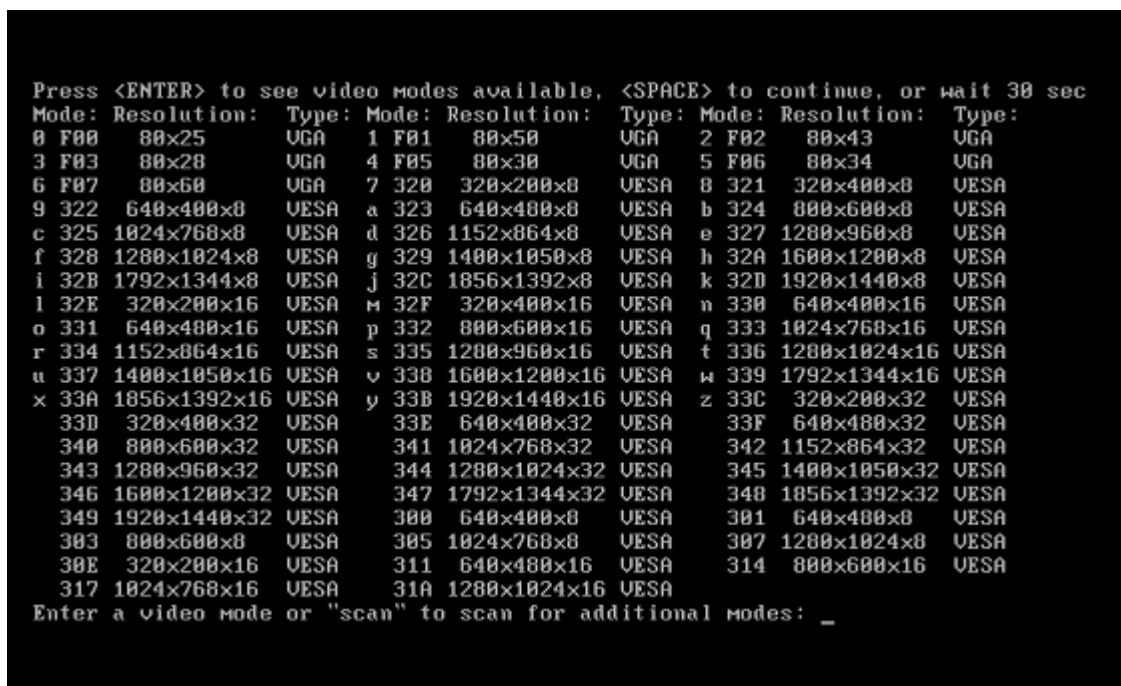 Press <ENTER> to see video modes available, <SPACE> to continue, or wait 30 sec
Mode: Resolution:  Type: Mode: Resolution:  Type: Mode: Resolution:  Type:
0 F00   80x25      VGA   1 F01   80x50      VGA   2 F02   80x43      VGA
3 F03   80x28      VGA   4 F05   80x30      VGA   5 F06   80x34      VGA
6 F07   80x60      VGA   7 320  320x200x8   VESA  8 321  320x400x8   VESA
9 322  640x400x8   VESA  a 323  640x480x8   VESA  b 324  800x600x8   VESA
c 325 1024x768x8   VESA  d 326 1152x864x8   VESA  e 327 1280x960x8   VESA
f 328 1280x1024x8  VESA  g 329 1400x1050x8  VESA  h 32A 1600x1200x8  VESA
i 32B 1792x1344x8  VESA  j 32C 1856x1392x8  VESA  k 32D 1920x1440x8  VESA
l 32E  320x200x16  VESA  m 32F  320x400x16  VESA  n 330  640x400x16  VESA
o 331  640x480x16  VESA  p 332  800x600x16  VESA  q 333 1024x768x16  VESA
r 334 1152x864x16  VESA  s 335 1280x960x16  VESA  t 336 1280x1024x16 VESA
u 337 1400x1050x16 VESA  v 338 1600x1200x16 VESA  w 339 1792x1344x16 VESA
x 33A 1856x1392x16 VESA  y 33B 1920x1440x16 VESA  z 33C  320x200x32  VESA
  33D  320x400x32  VESA    33E  640x400x32  VESA    33F  640x480x32  VESA
  340  800x600x32  VESA    341 1024x768x32  VESA    342 1152x864x32  VESA
  343 1280x960x32  VESA    344 1280x1024x32 VESA    345 1400x1050x32 VESA
  346 1600x1200x32 VESA    347 1792x1344x32 VESA    348 1856x1392x32 VESA
  349 1920x1440x32 VESA    300  640x400x8   VESA    301  640x480x8   VESA
  303  800x600x8   VESA    305 1024x768x8   VESA    307 1280x1024x8  VESA
  30E  320x200x16  VESA    311  640x480x16  VESA    314  800x600x16  VESA
  317 1024x768x16  VESA    31A 1280x1024x16 VESA
Enter a video mode or "scan" to scan for additional modes: _